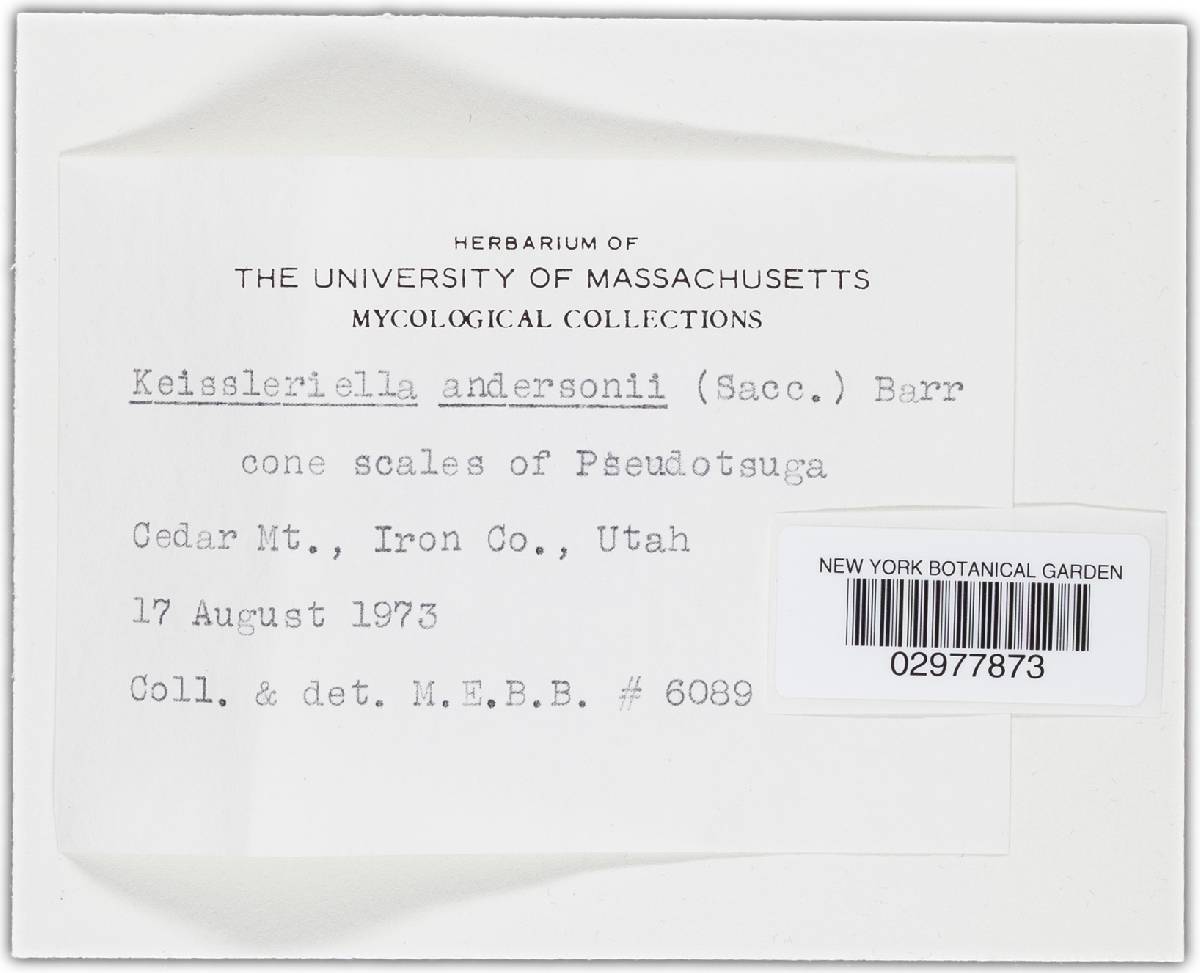 HERBARIUM OF
THE UNIVERSITY OF MASSACHUSETTS
MYCOLOGICAL COLLECTIONS
Keissleriella andersonii (Sacc.) Barr
cone scales of Pseudotsuga
Cedar Mt., Iron Co., Utah
17 August 1973
Coll. & det. M.E.B.B. # 6089
NEW YORK BOTANICAL GARDEN
02977873